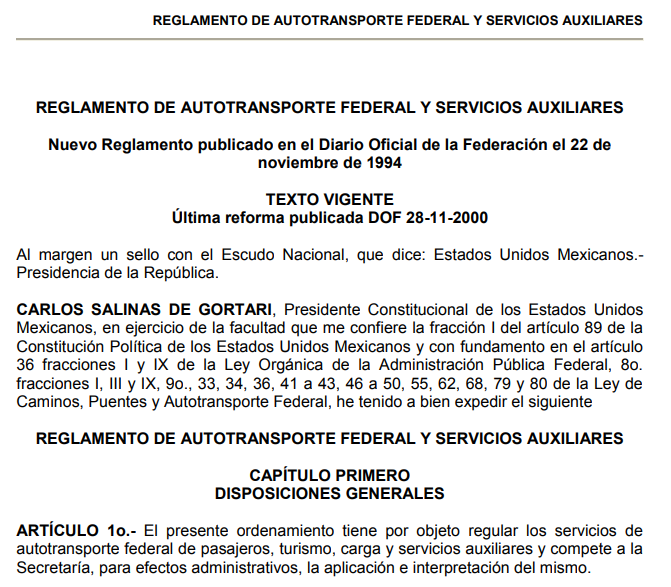 REGLAMENTO DE AUTOTRANSPORTE FEDERAL Y SERVICIOS AUXILIARES
REGLAMENTO DE AUTOTRANSPORTE FEDERAL Y SERVICIOS AUXILIARES
Nuevo Reglamento publicado en el Diario Oficial de la Federación el 22 de
noviembre de 1994
TEXTO VIGENTE
Última reforma publicada DOF 28-11-2000
Al margen un sello con el Escudo Nacional, que dice: Estados Unidos Mexicanos.-
Presidencia de la República.
CARLOS SALINAS DE GORTARI, Presidente Constitucional de los Estados Unidos
Mexicanos, en ejercicio de la facultad que me confiere la fracción I del artículo 89 de la
Constitución Política de los Estados Unidos Mexicanos y con fundamento en el artículo
36 fracciones I y IX de la Ley Orgánica de la Administración Pública Federal, 8o.
fracciones I, III y IX, 9o., 33, 34, 36, 41 a 43, 46 a 50, 55, 62, 68, 79 y 80 de la Ley de
Caminos, Puentes y Autotransporte Federal, he tenido a bien expedir el siguiente
REGLAMENTO DE AUTOTRANSPORTE FEDERAL Y SERVICIOS AUXILIARES
CAPÍTULO PRIMERO
DISPOSICIONES GENERALES
ARTÍCULO 1o.- El presente ordenamiento tiene por objeto regular los servicios de
autotransporte federal de pasajeros, turismo, carga y servicios auxiliares y compete a la
Secretaría, para efectos administrativos, la aplicación e interpretación del mismo.